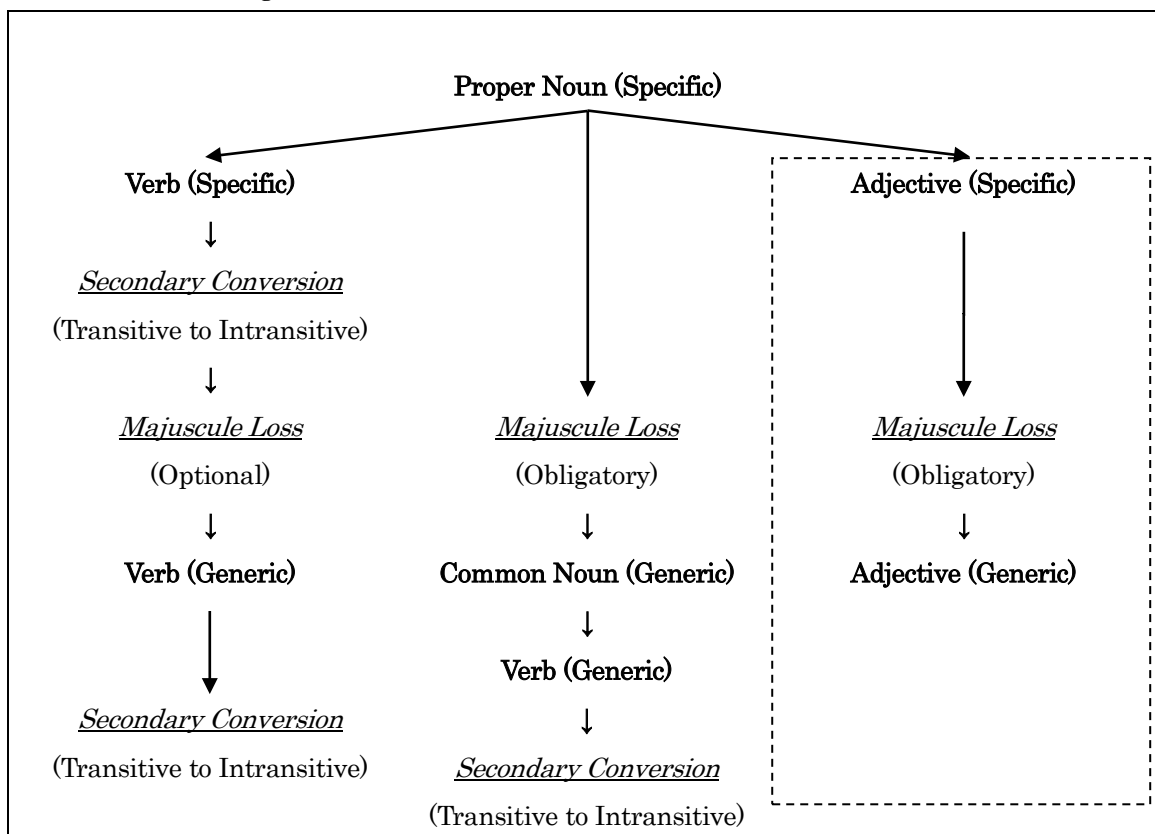 Proper Noun (Specific)
Verb (Specific)
↓
Secondary Conversion
(Transitive to Intransitive)
↓
Majuscule Loss
(Optional)
↓
Verb (Generic)
Secondary Conversion
(Transitive to Intransitive)
Majuscule Loss
(Obligatory)
↓
Common Noun (Generic)
↓
Verb (Generic)
↓
Secondary Conversion
(Transitive to Intransitive)
Adjective (Specific)
Majuscule Loss
(Obligatory)
↓
Adjective (Generic)